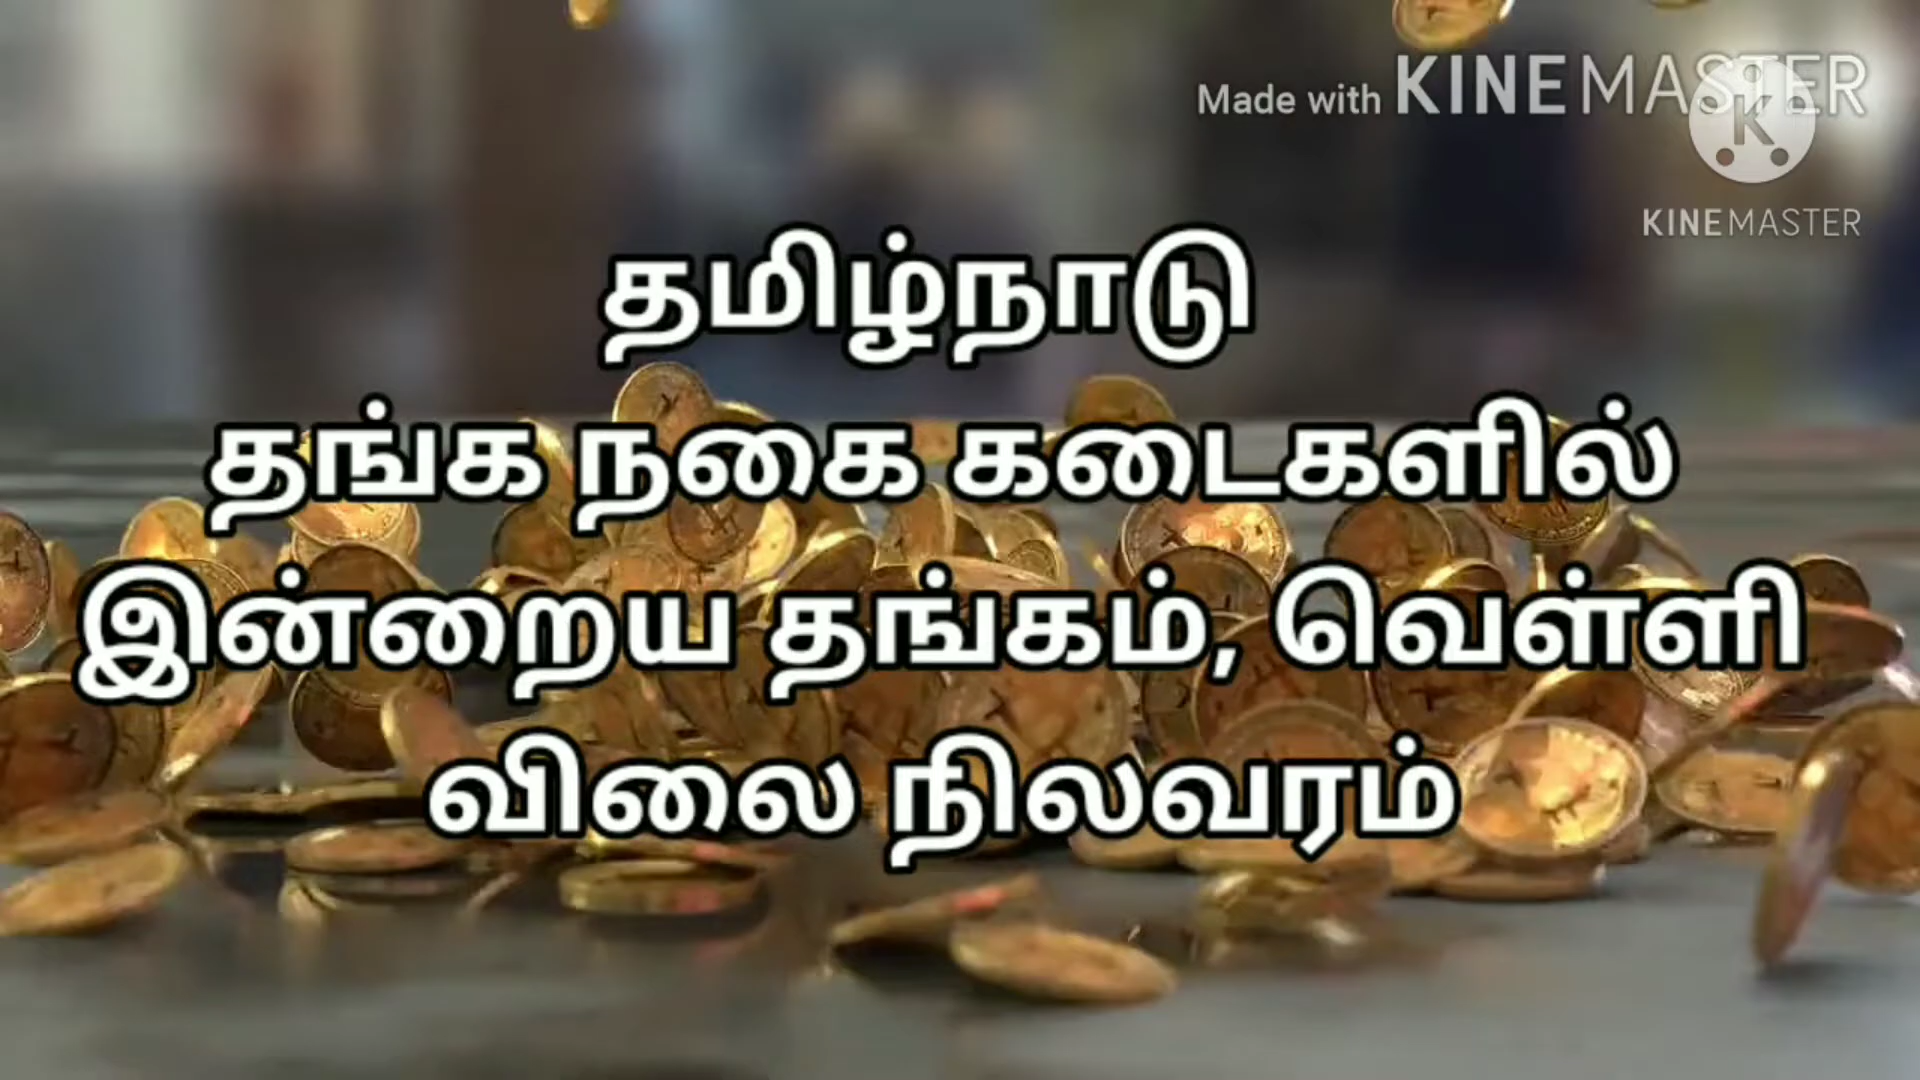 Made with KINEMASTER
K
KINEMASTER
தமிழ்நாடு
தங்க நகை கடைகளில்
இன்றைய தங்கம், வெள்ளி
விலை நிலவரம்